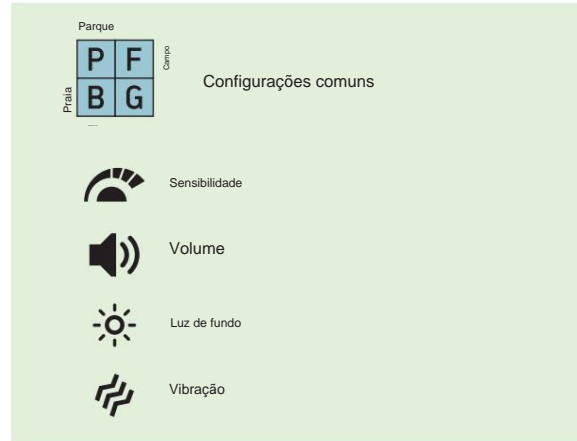 Parque
P F
Campo
Configurações comuns
Praia
B G
Sensibilidade
Volume
Luz de fundo
Vibração